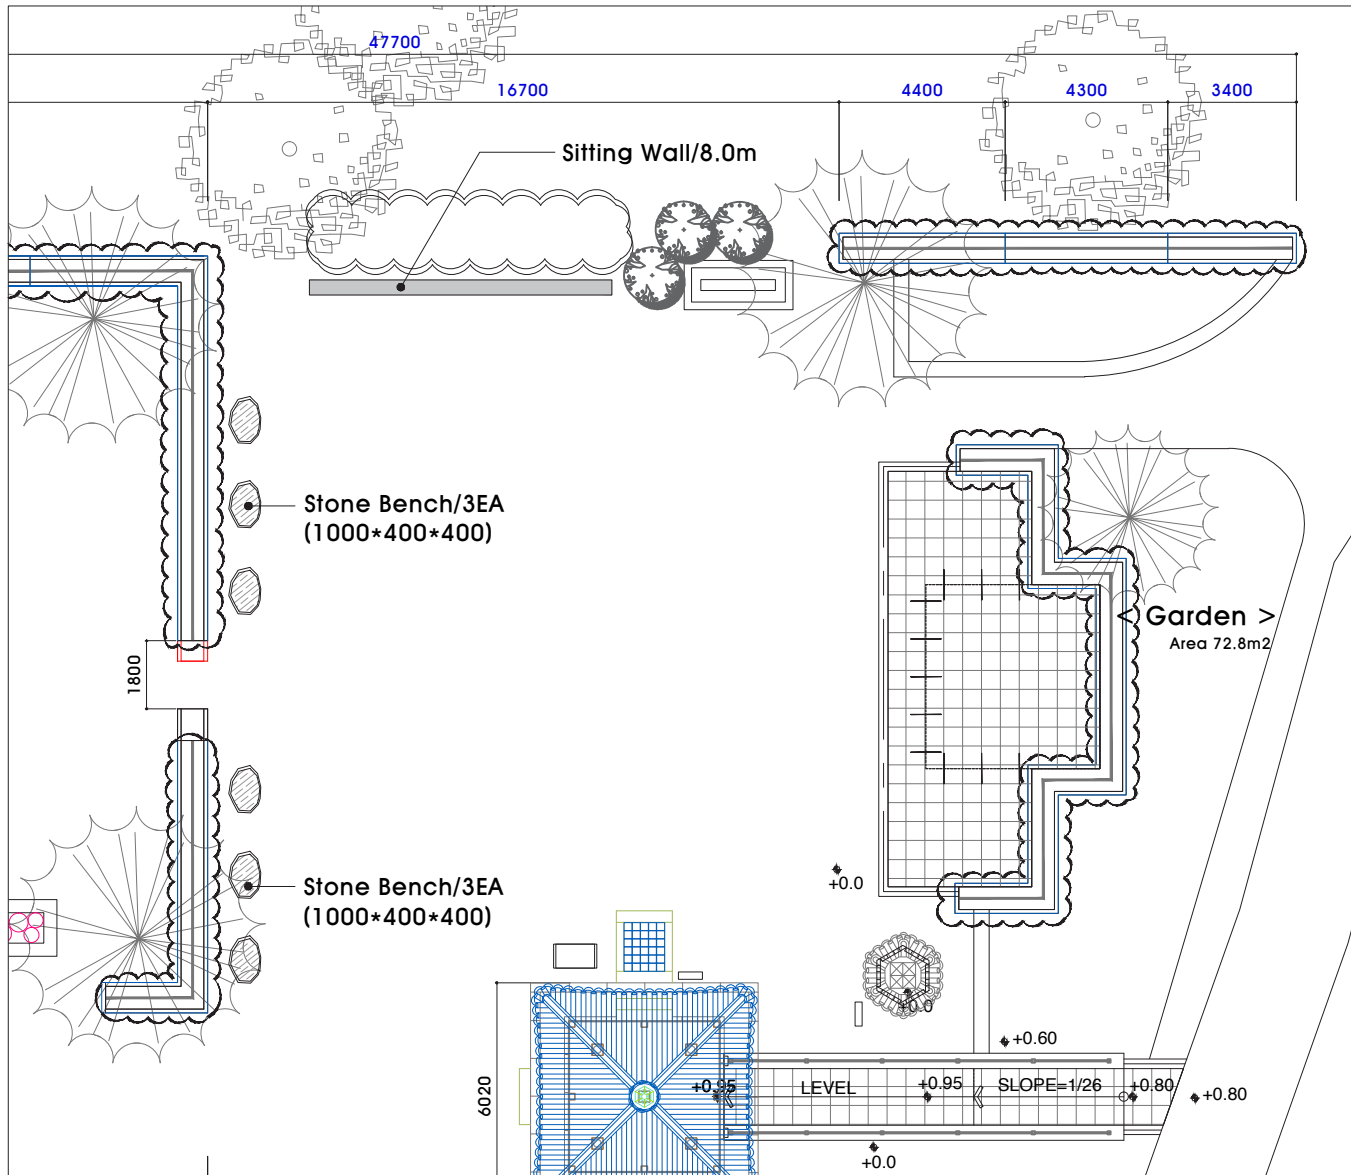 47700
16700
4400
4300
3400
Sitting Wall/8.0m
Stone Bench/3EA
(1000*400*400)
< Garden >
Area 72.8m2
1800
+0.0
Stone Bench/3EA
(1000*400*400)
+0.0
+0.60
6020
+0.95
LEVEL
+0.95
SLOPE=1/26
+0.80
+0.80
+0.0